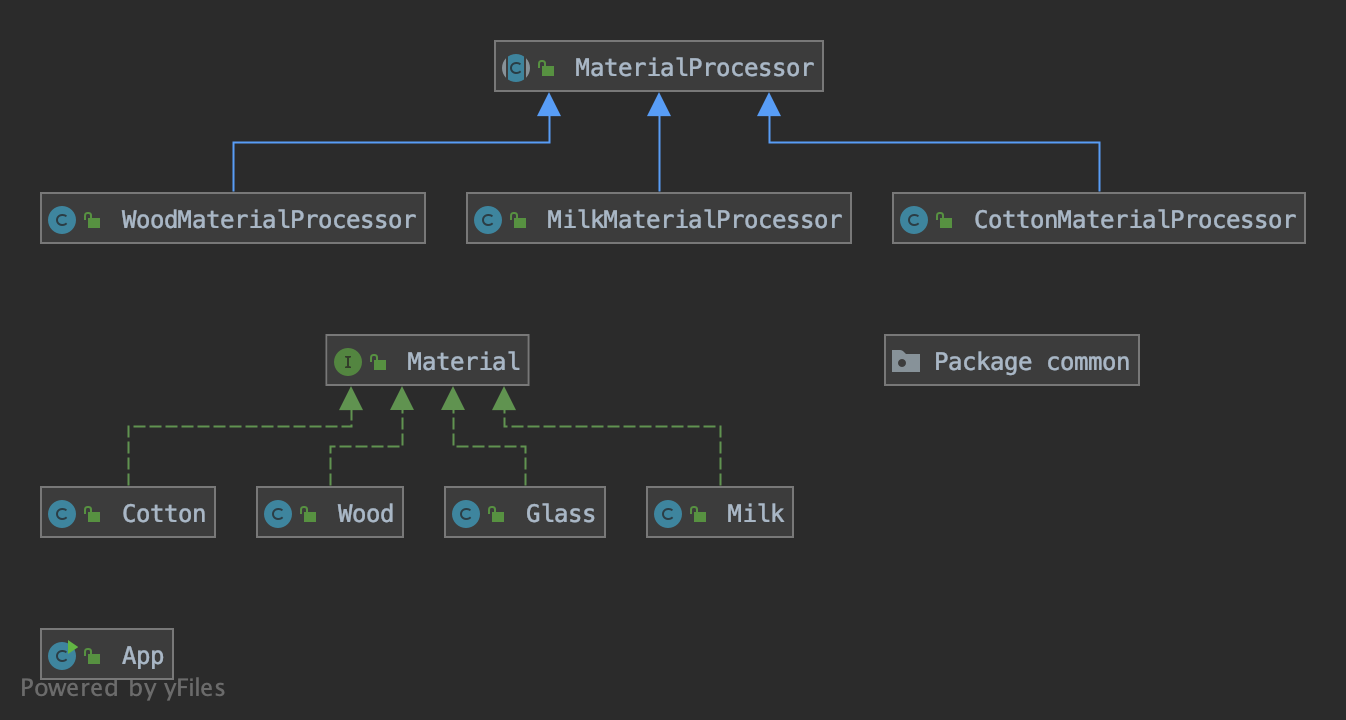 MaterialProcessor
WoodMaterialProcessor
MilkMaterialProcessor
CottonMaterialProcessor
Material
Package common
Cotton
Wood
Glass
Milk
App
Powered by yFiles